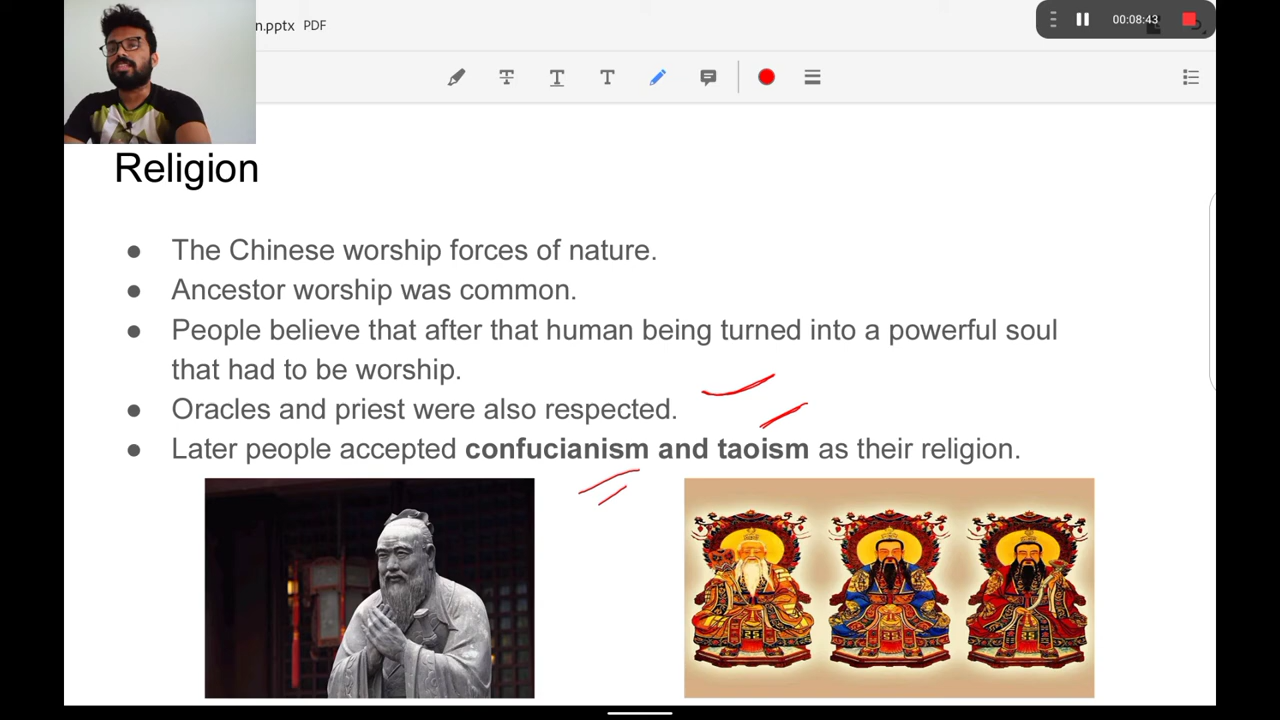 n.pptx PDF
00:08:43
Religion
● The Chinese worship forces of nature.
● Ancestor worship was common.
● People believe that after that human being turned into a powerful soul
that had to be worship.
● Oracles and priest were also respected.
● Later people accepted confucianism and taoism as their religion.